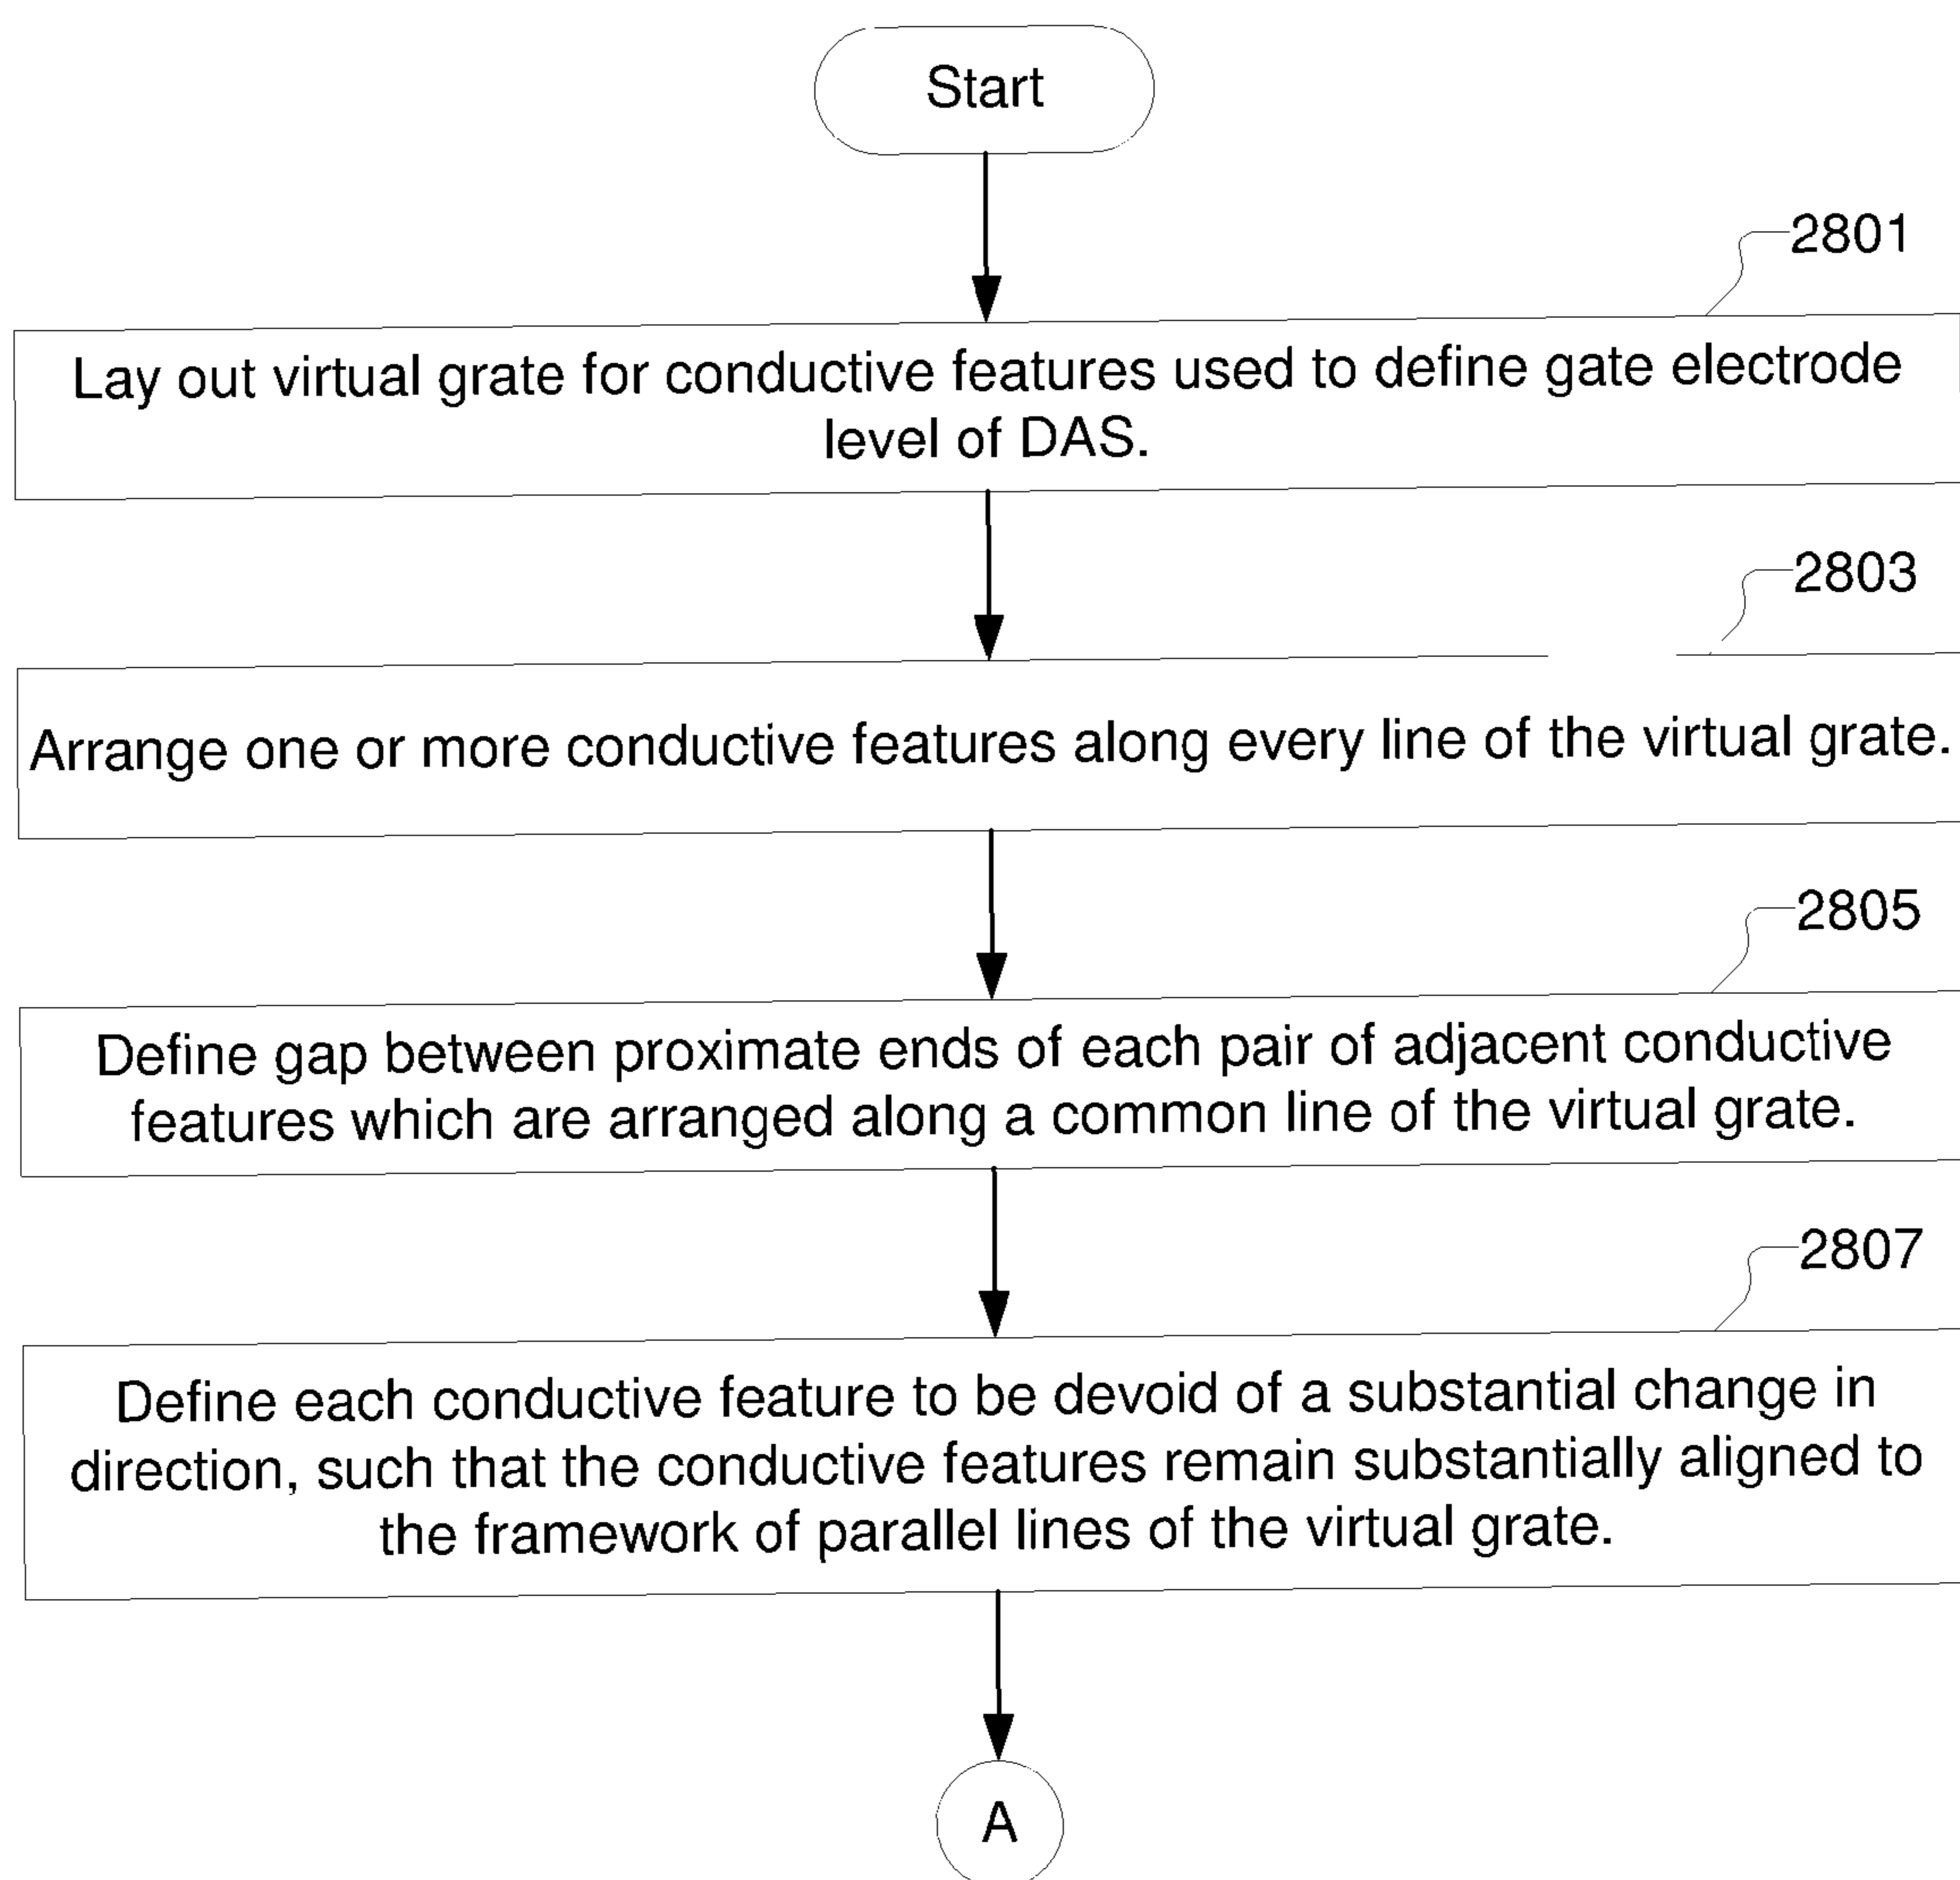 Start
2801
Lay out virtual grate for conductive features used to define gate electrode
level of DAS.
2803
Arrange one or more conductive features along every line of the virtual grate.
2805
Define gap between proximate ends of each pair of adjacent conductive
features which are arranged along a common line of the virtual grate.
2807
Define each conductive feature to be devoid of a substantial change in
direction, such that the conductive features remain substantially aligned to
the framework of parallel lines of the virtual grate.
A